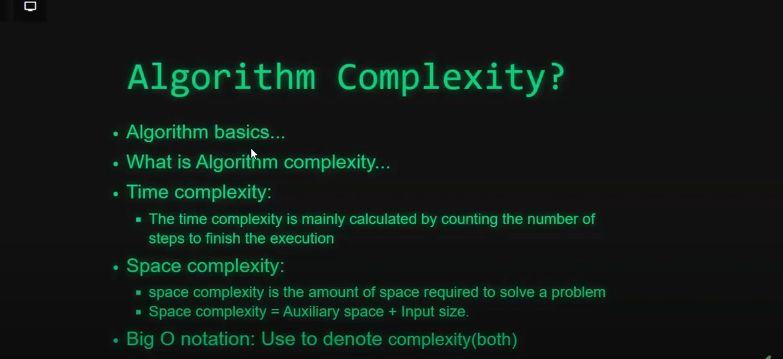 Algorithm Complexity?
Algorithm basics...
What is Algorithm complexity...
Time complexity:
The time complexity is mainly calculated by counting the number of
steps to finish the execution
Space complexity:
space complexity is the amount of space required to solve a problem
Space complexity = Auxiliary space + Input size.
Big O notation: Use to denote complexity(both)